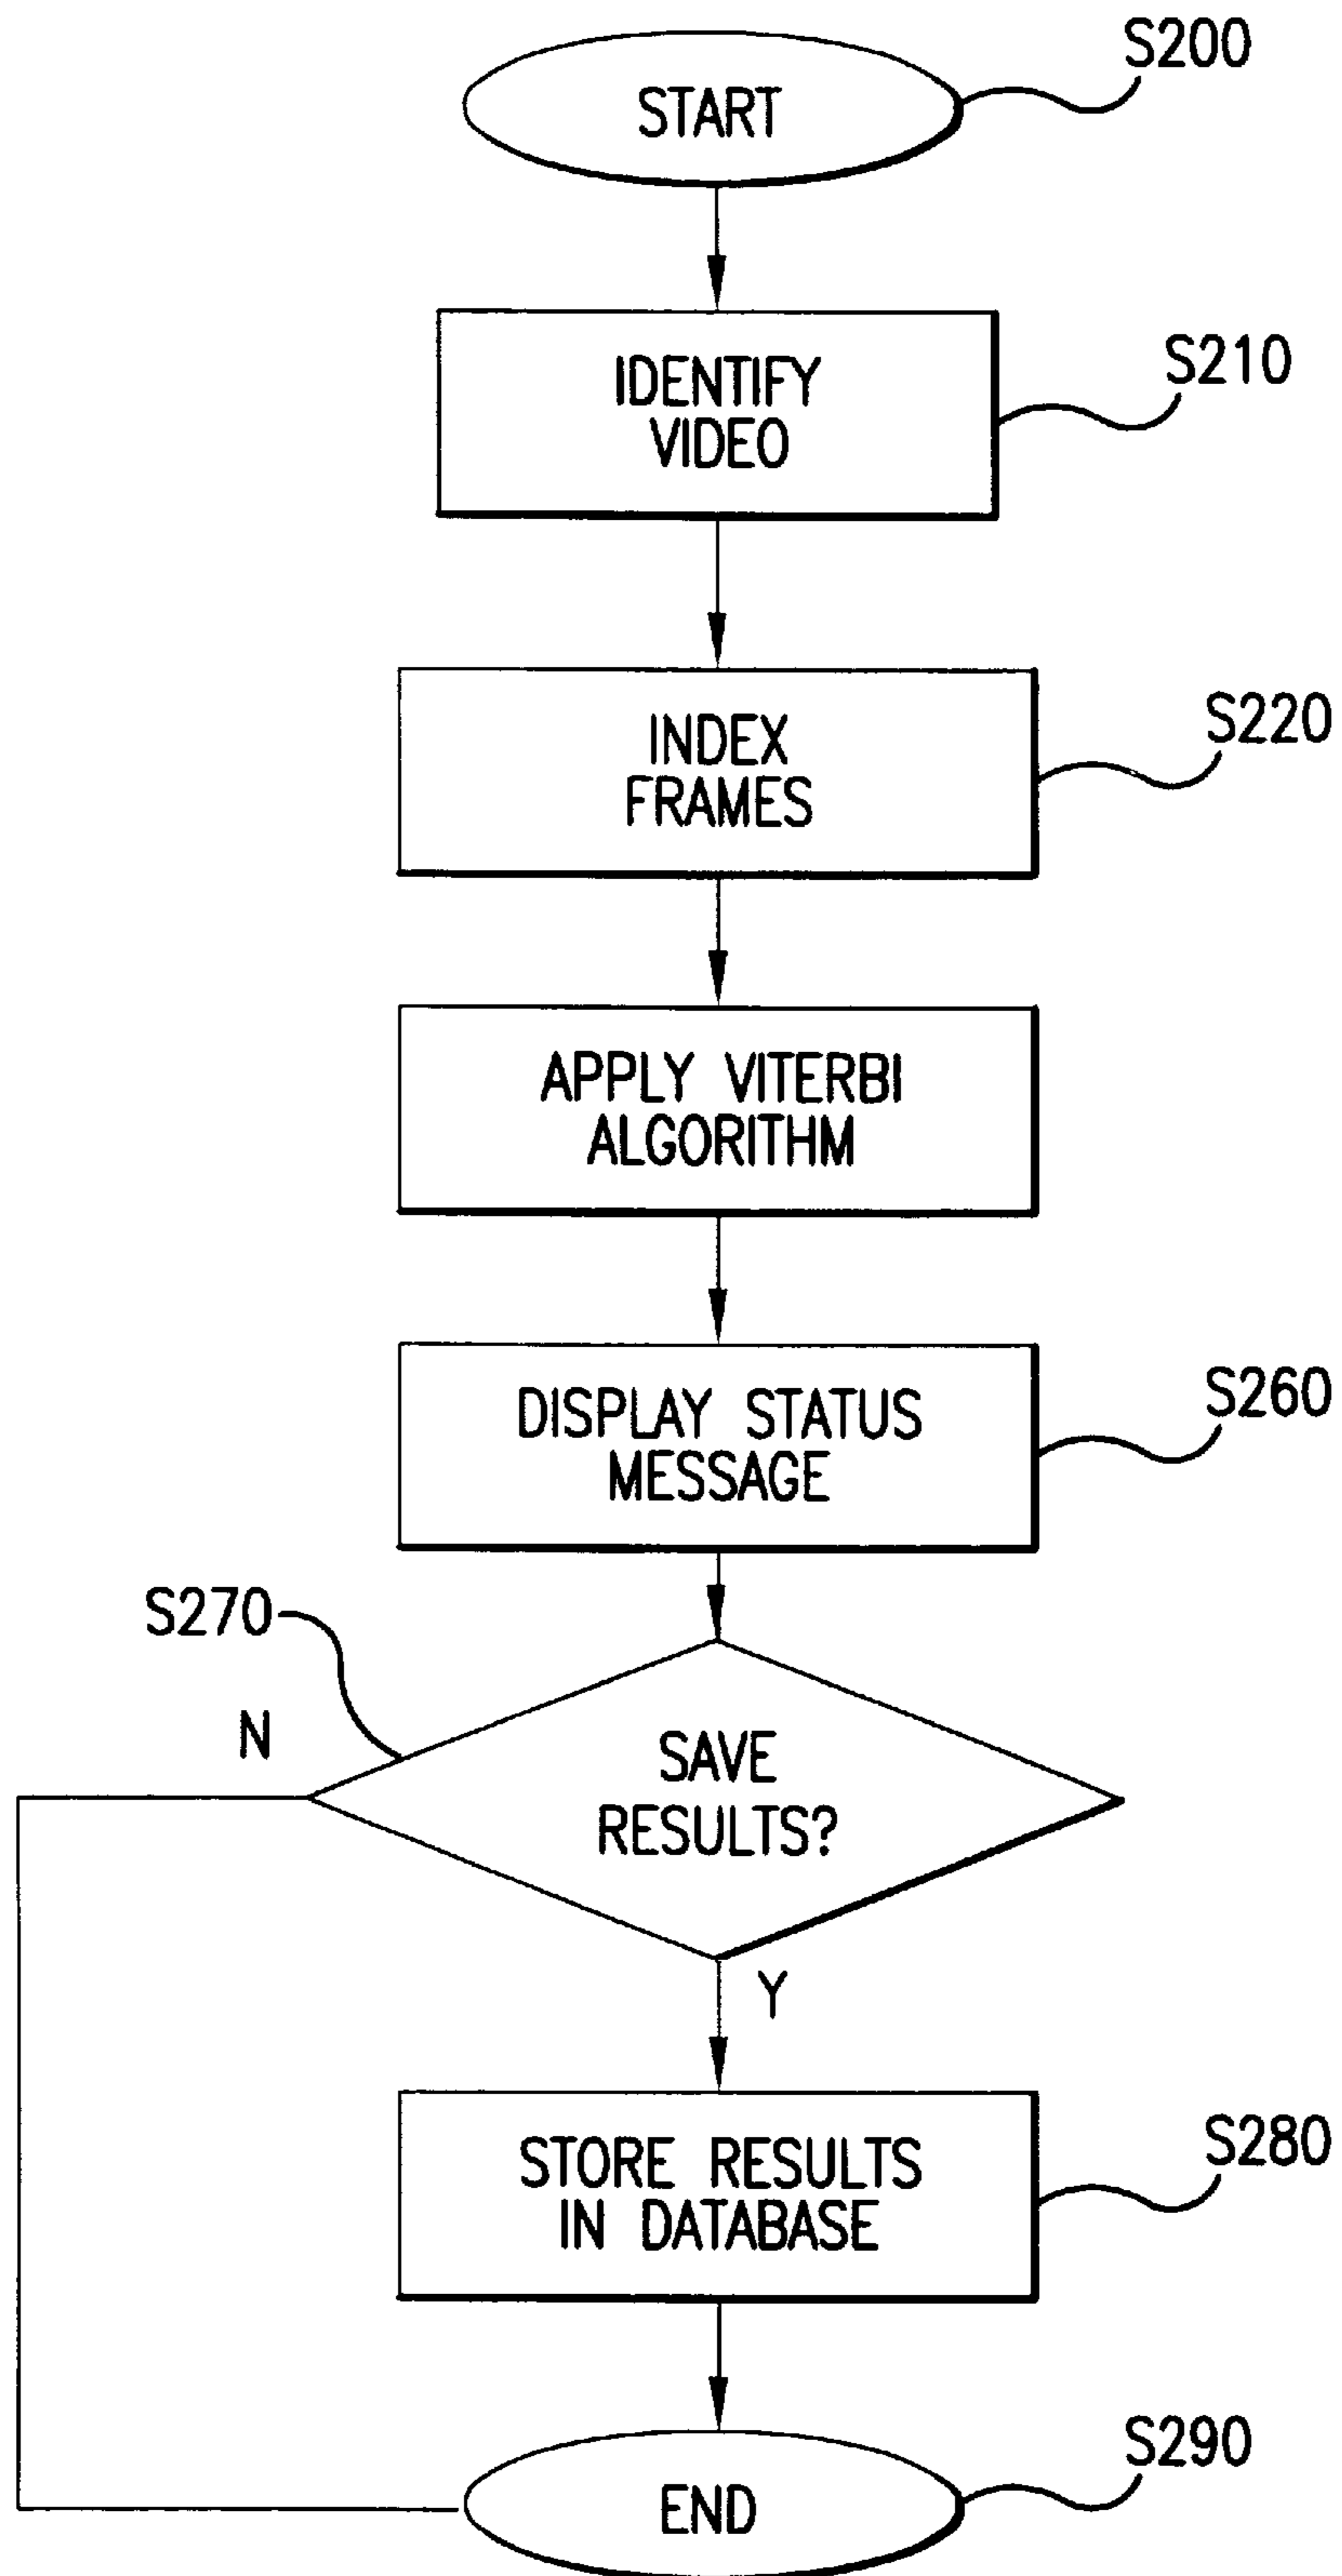 START
S200
IDENTIFY
VIDEO
S210
INDEX
FRAMES
S220
APPLY VITERBI
ALGORITHM
DISPLAY STATUS
MESSAGE
S260
S270
N
SAVE
RESULTS?
Y
STORE RESULTS
IN DATABASE
S280
END
S290